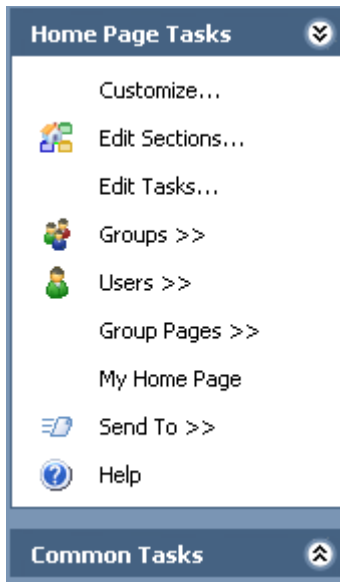 Home Page Tasks
Customize...
Edit Sections...
Edit Tasks...
Groups >>
Users >>
Group Pages >>
My Home Page
Send To >>
Help
Common Tasks